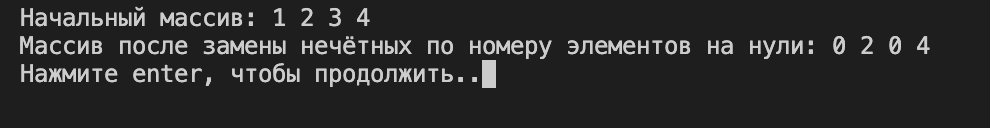 Начальный массив: 1 2 3 4
Массив после замены нечётных по номеру элементов на нули: 0 2 0 4
Нажмите enter, чтобы продолжить..